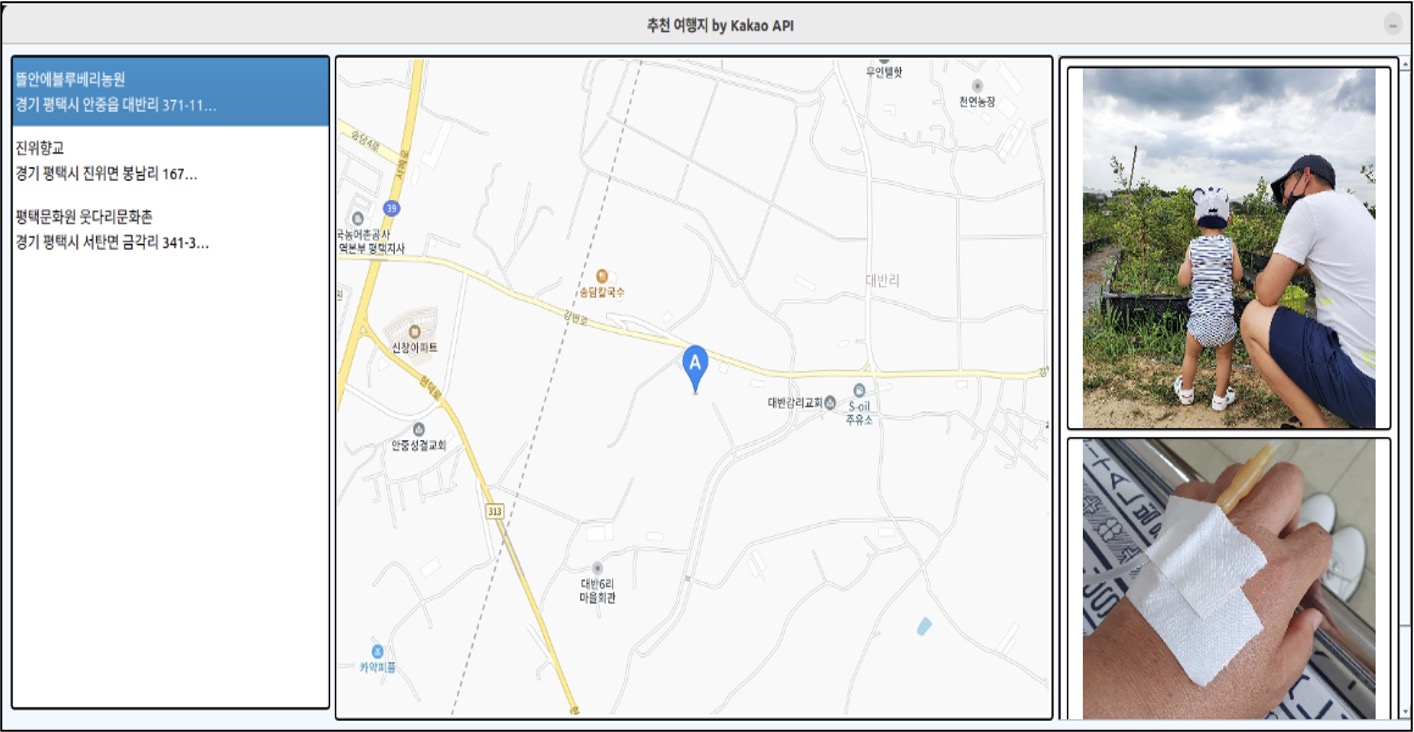 추천 여행지 by Kakao API
뜰안에블루베리농원
경기 평택시 안중읍 대반리 371-11...
진위향교
경기 평택시 진위면 봉남리 167...
평택문화원 웃다리문화촌
경기 평택시 서탄면 금각리 341-3...
무인텔핫
천연농장
송담4로
서해로
39
국농어촌공사
역본부 평택지사
송담칼국수
강변로
대반리
신창아파트
현덕로
A
대반감리교회
S-oil
주유소
안중성결교회
313
대반6리
마을회관
카약피플